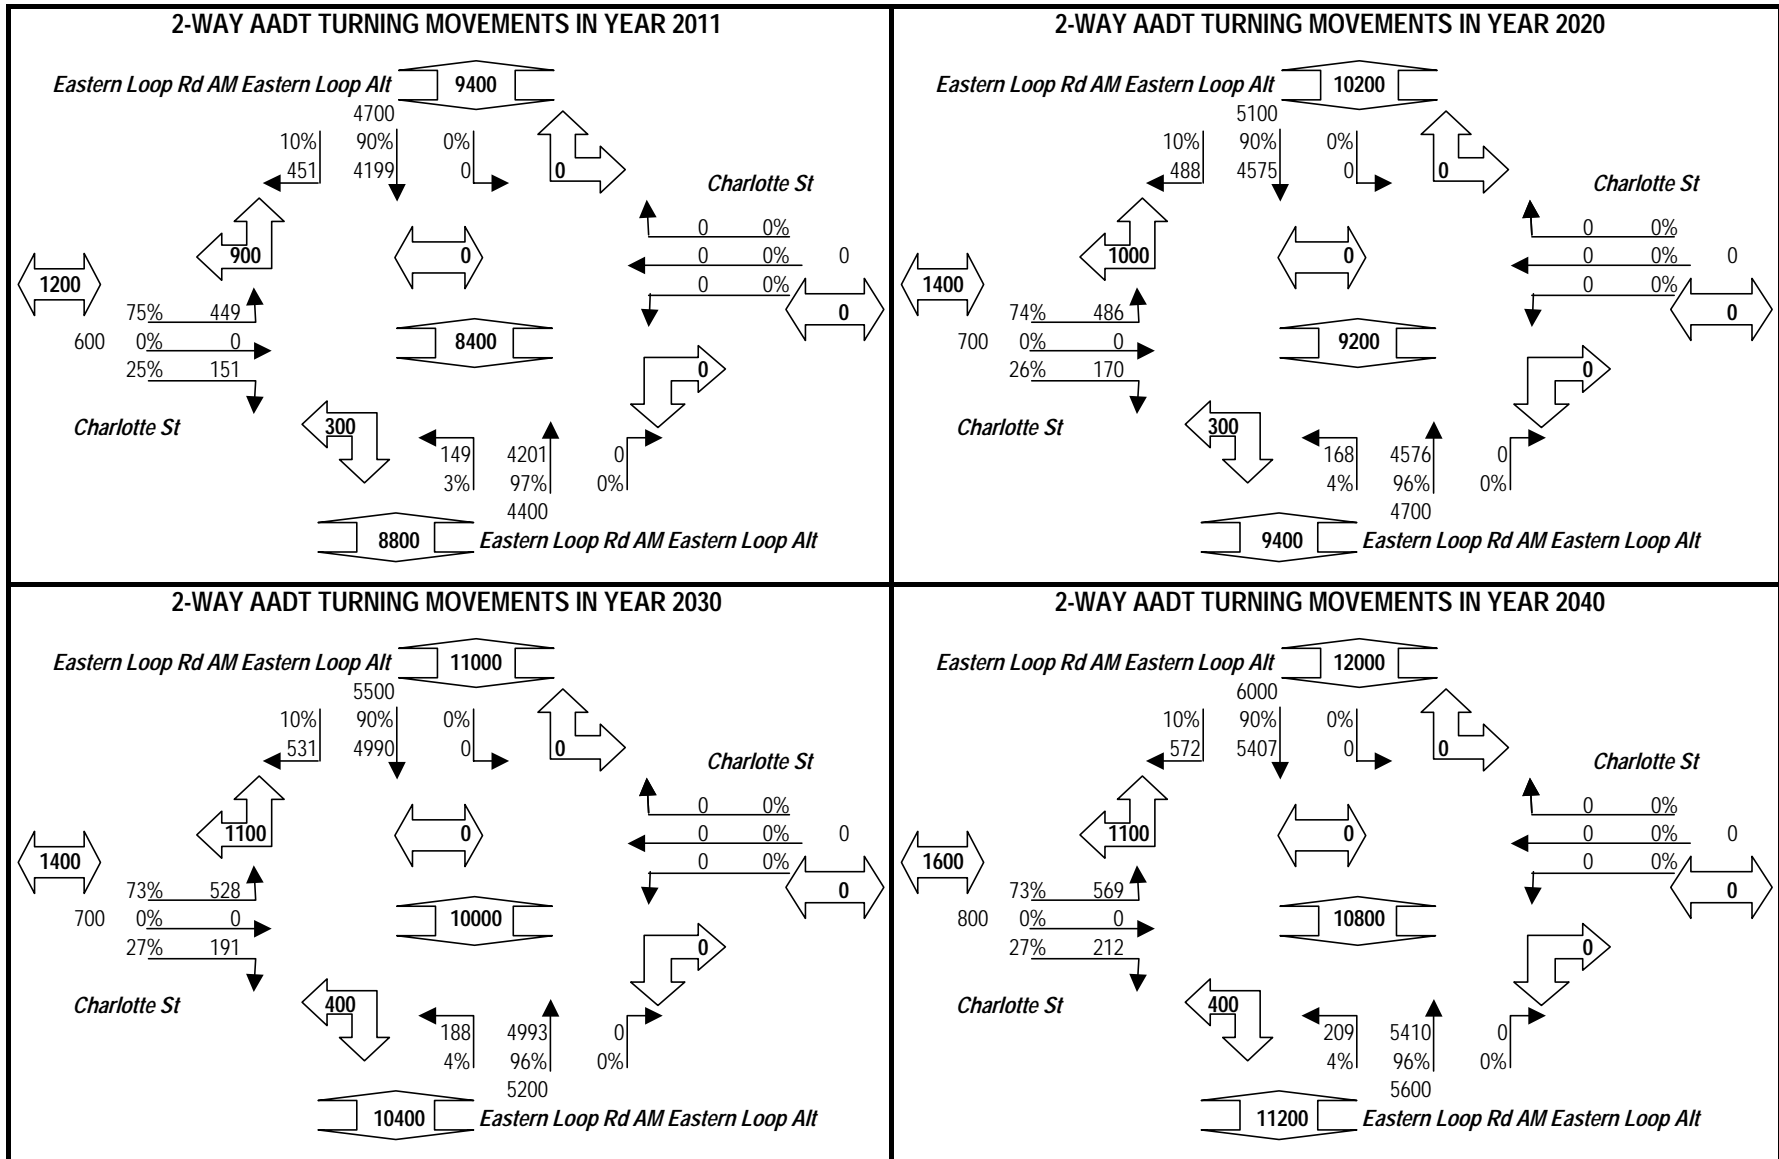 2-WAY AADT TURNING MOVEMENTS IN YEAR 2011
Eastern Loop Rd AM Eastern Loop Alt 9400
4700
10% 90% 0%
451 4199 0 0
Charlotte St
0 0%
900 0 0 0% 0
1200 0 0%
75% 449 0
600 0% 0 8400
25% 151 0
Charlotte St 300
149 4201 0
3% 97% 0%
4400
8800 Eastern Loop Rd AM Eastern Loop Alt
2-WAY AADT TURNING MOVEMENTS IN YEAR 2020
Eastern Loop Rd AM Eastern Loop Alt 10200
5100
10% 90% 0%
488 4575 0 0
Charlotte St
0 0%
1000 0 0 0% 0
1400 0 0%
74% 486 0
700 0% 0 9200
26% 170 0
Charlotte St 300
168 4576 0
4% 96% 0%
4700
9400 Eastern Loop Rd AM Eastern Loop Alt
2-WAY AADT TURNING MOVEMENTS IN YEAR 2030
Eastern Loop Rd AM Eastern Loop Alt 11000
5500
10% 90% 0%
531 4990 0 0
Charlotte St
0 0%
1100 0 0 0% 0
1400 0 0%
73% 528 0
700 0% 0 10000
27% 191 0
Charlotte St 400
188 4993 0
4% 96% 0%
5200
10400 Eastern Loop Rd AM Eastern Loop Alt
2-WAY AADT TURNING MOVEMENTS IN YEAR 2040
Eastern Loop Rd AM Eastern Loop Alt 12000
6000
10% 90% 0%
572 5407 0 0
Charlotte St
0 0%
1100 0 0 0% 0
1600 0 0%
73% 569 0
800 0% 0 10800
27% 212 0
Charlotte St 400
209 5410 0
4% 96% 0%
5600
11200 Eastern Loop Rd AM Eastern Loop Alt